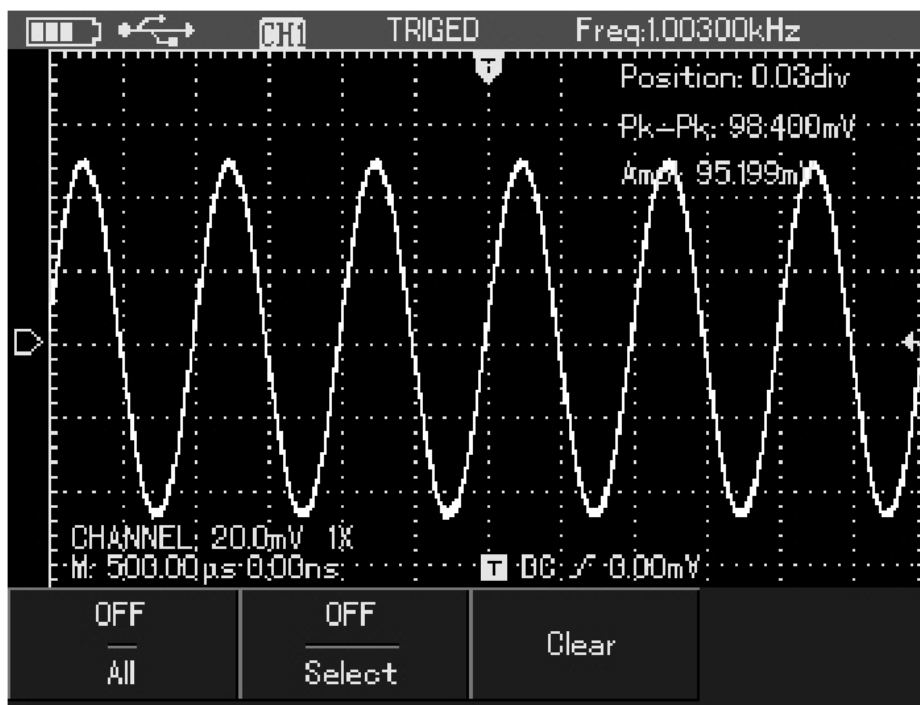 CH1 TRIGED Freq:1.00300kHz
T
Position: 0.03div
Pk-Pk: 98.400mV
Amp: 95.199mV
CHANNEL: 20.0mV 1X
M: 500.00µs 0.00ns T DC: 0.00mV
OFF OFF Clear
All Select